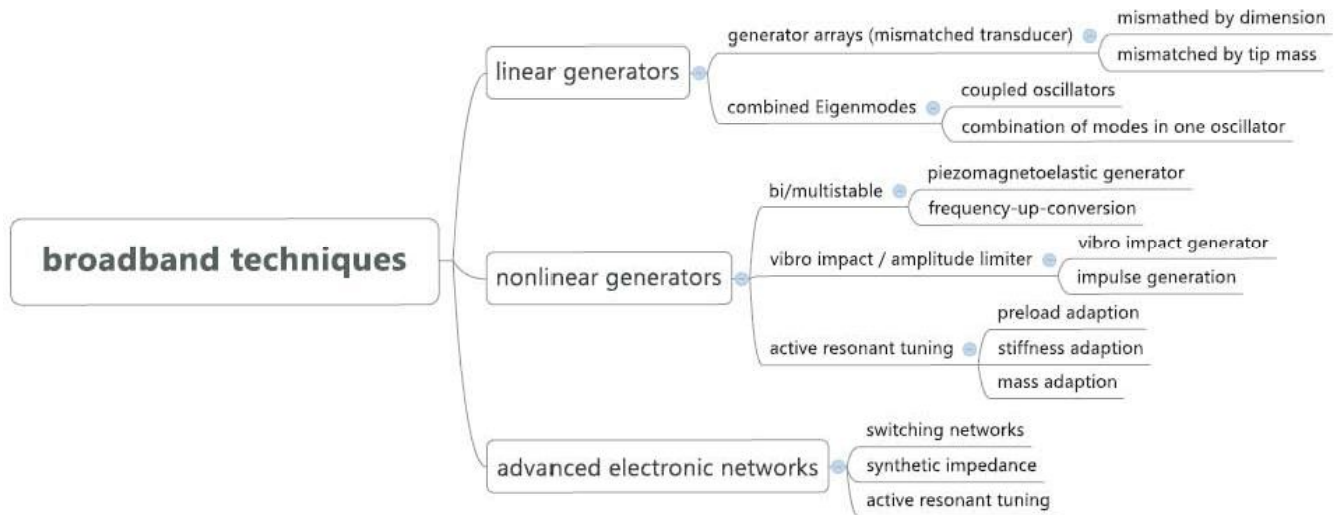 broadband techniques
linear generators
generator arrays (mismatched transducer)
mismathed by dimension
mismatched by tip mass
combined Eigenmodes
coupled oscillators
combination of modes in one oscillator
nonlinear generators
bi/multistable
piezomagnetoelastic generator
frequency-up-conversion
vibro impact / amplitude limiter
vibro impact generator
impulse generation
active resonant tuning
preload adaption
stiffness adaption
mass adaption
advanced electronic networks
switching networks
synthetic impedance
active resonant tuning